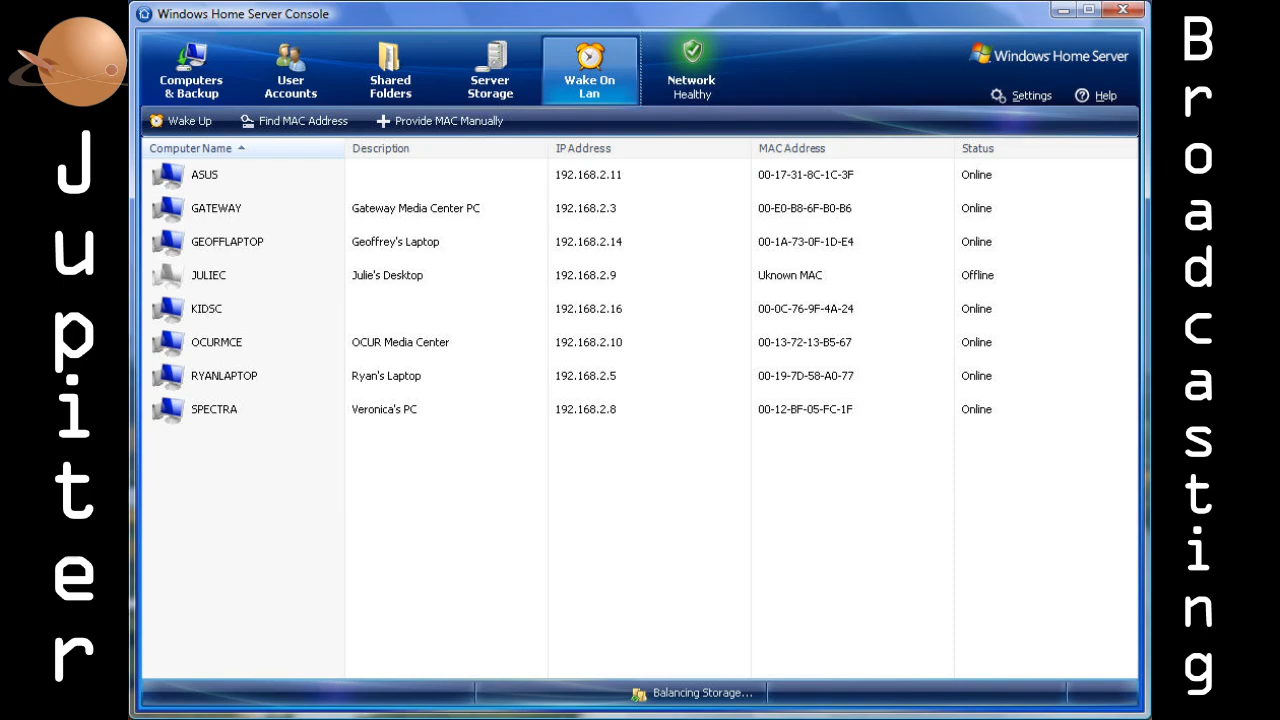 Jupiter
Windows Home Server Console
Computers & Backup
User Accounts
Shared Folders
Server Storage
Wake On Lan
Network Healthy
Windows Home Server
Settings
Help
Wake Up
Find MAC Address
Provide MAC Manually
Computer Name Description IP Address MAC Address Status
ASUS 192.168.2.11 00-17-31-8C-1C-3F Online
GATEWAY Gateway Media Center PC 192.168.2.3 00-E0-B8-6F-B0-B6 Online
GEOFFLAPTOP Geoffrey's Laptop 192.168.2.14 00-1A-73-0F-1D-E4 Online
JULIEC Julie's Desktop 192.168.2.9 Uknown MAC Offline
KIDSC 192.168.2.16 00-0C-76-9F-4A-24 Online
OCURMCE OCUR Media Center 192.168.2.10 00-13-72-13-B5-67 Online
RYANLAPTOP Ryan's Laptop 192.168.2.5 00-19-7D-58-A0-77 Online
SPECTRA Veronica's PC 192.168.2.8 00-12-BF-05-FC-1F Online
Balancing Storage...
Broadcasting